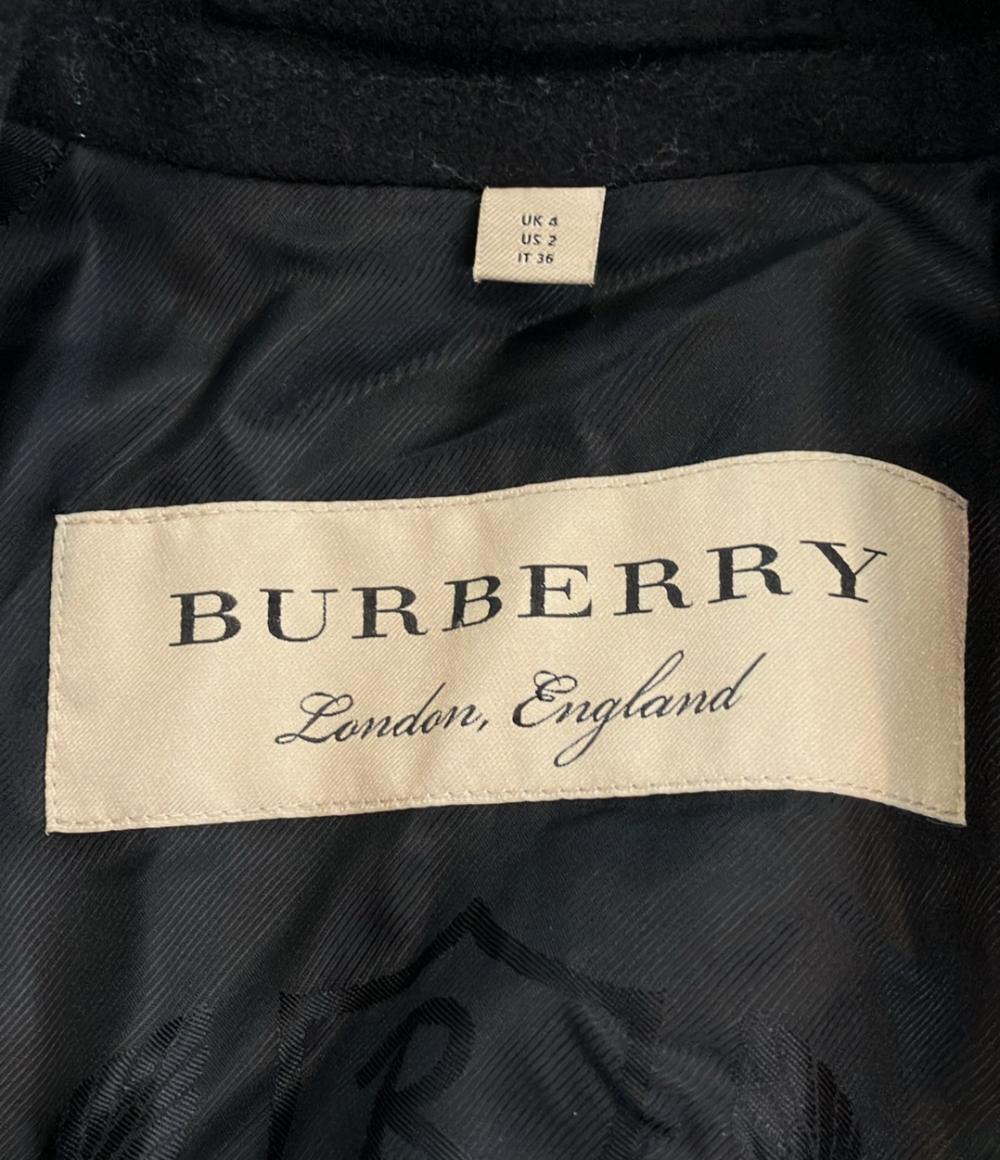 UK 4
US 2
IT 36
BURBERRY
London, England